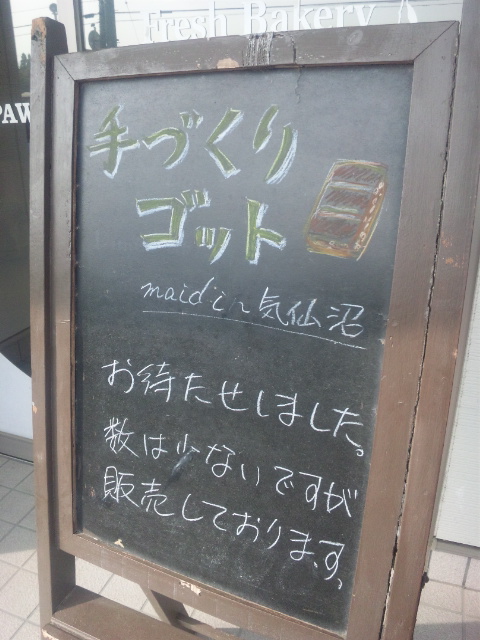 Fresh Bakery
PAW
手づくり
ゴット
maid in 気仙沼
お待たせしました。
数は少ないですが
販売しております。